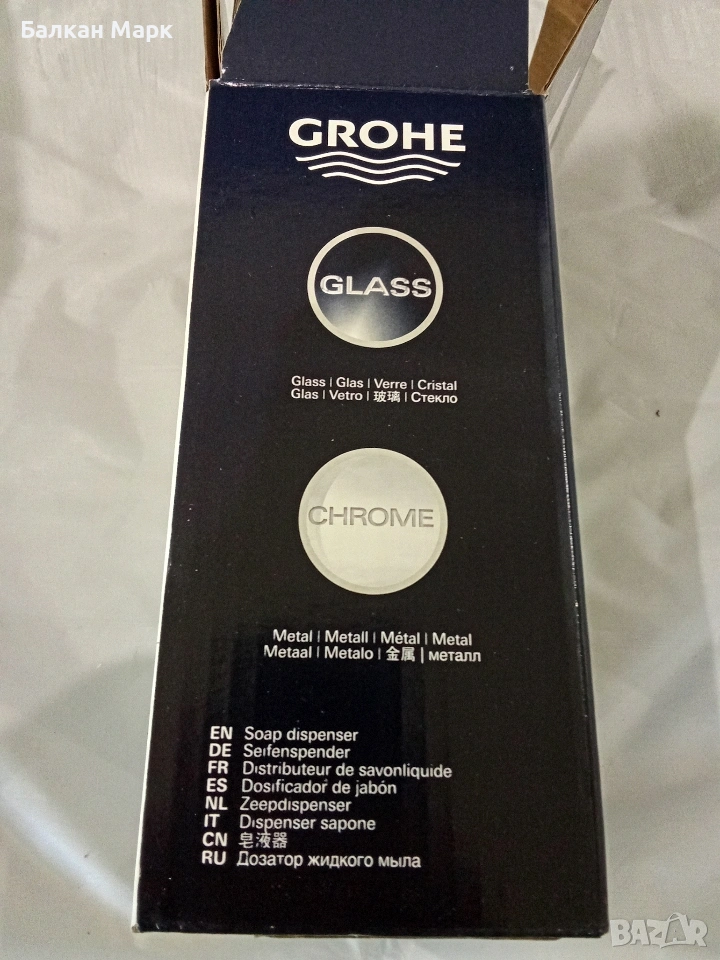 Балкан Марк
GROHE
GLASS
Glass | Glas | Verre | Cristal
Glas | Vetro | 玻璃 | Стекло
CHROME
Metal | Metall | Métal | Metal
Metaal | Metalo | 金属 | металл
EN Soap dispenser
DE Seifenspender
FR Distributeur de savonliquide
ES Dosificador de jabón
NL Zeepdispenser
IT Dispenser sapone
CN 皂液器
RU Дозатор жидкого мыла
BAZAR